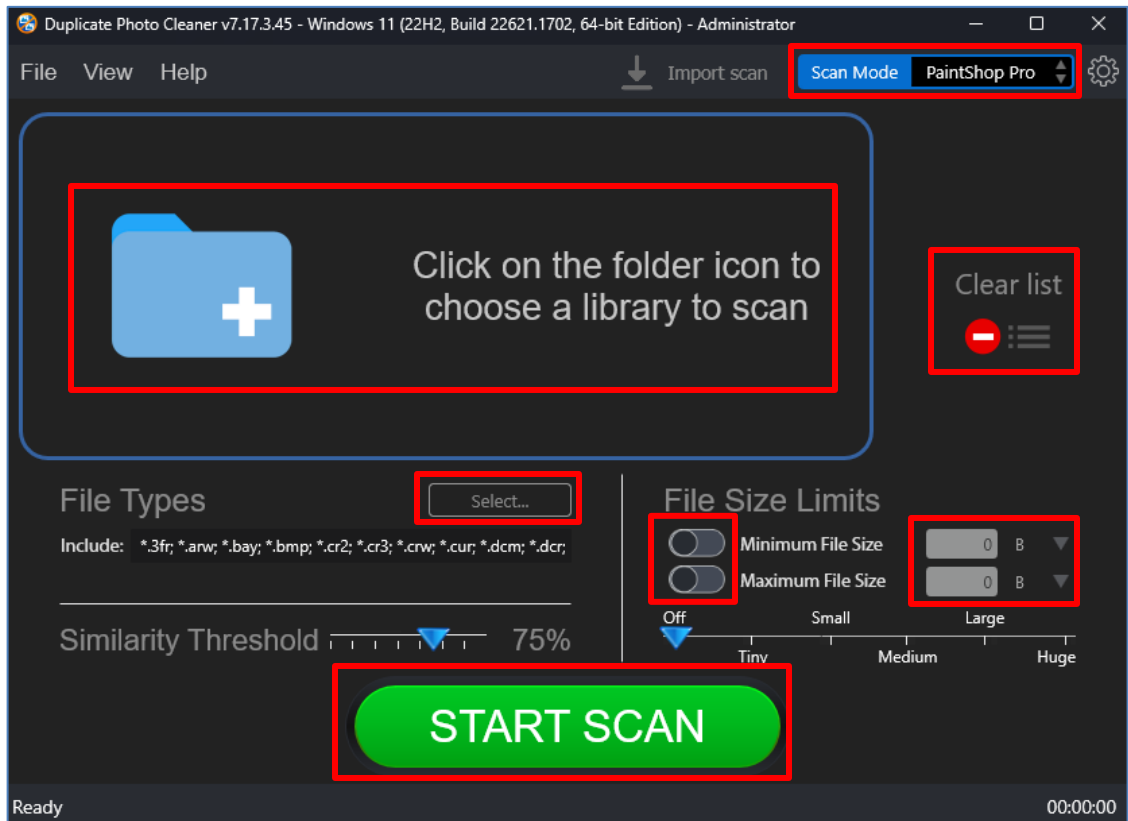 Duplicate Photo Cleaner v7.17.3.45 - Windows 11 (22H2, Build 22621.1702, 64-bit Edition) - Administrator
File View Help Import scan Scan Mode PaintShop Pro
Click on the folder icon to
choose a library to scan
Clear list
File Types Select...
Include: *.3fr; *.arw; *.bay; *.bmp; *.cr2; *.cr3; *.crw; *.cur; *.dcm; *.dcr;
Similarity Threshold 75%
File Size Limits
Minimum File Size 0 B
Maximum File Size 0 B
Off Small Large
Tiny Medium Huge
START SCAN
Ready 00:00:00